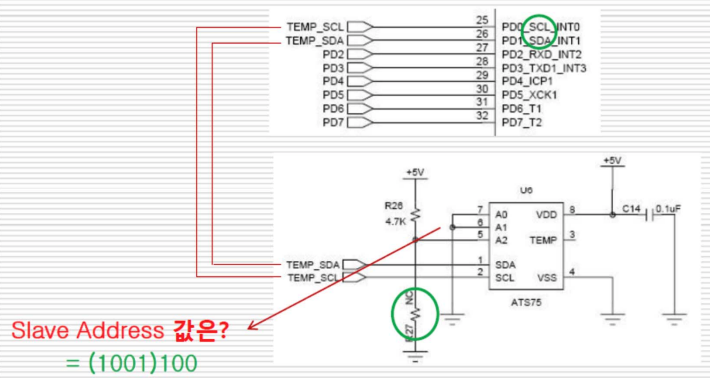 TEMP_SCL 25 PD0_SCL_INT0
TEMP_SDA 26 PD1_SDA_INT1
PD2 27 PD2_RXD_INT2
PD3 28 PD3_TXD1_INT3
PD4 29 PD4_ICP1
PD5 30 PD5_XCK1
PD6 31 PD6_T1
PD7 32 PD7_T2
+5V
+5V
U6
R26
4.7K
7 A0 VDD 8
6 A1
5 A2 TEMP 3
C14 0.1uF
TEMP_SDA 1 SDA
TEMP_SCL 2 SCL VSS 4
NC
R27
ATS75
Slave Address 값은?
= (1001)100